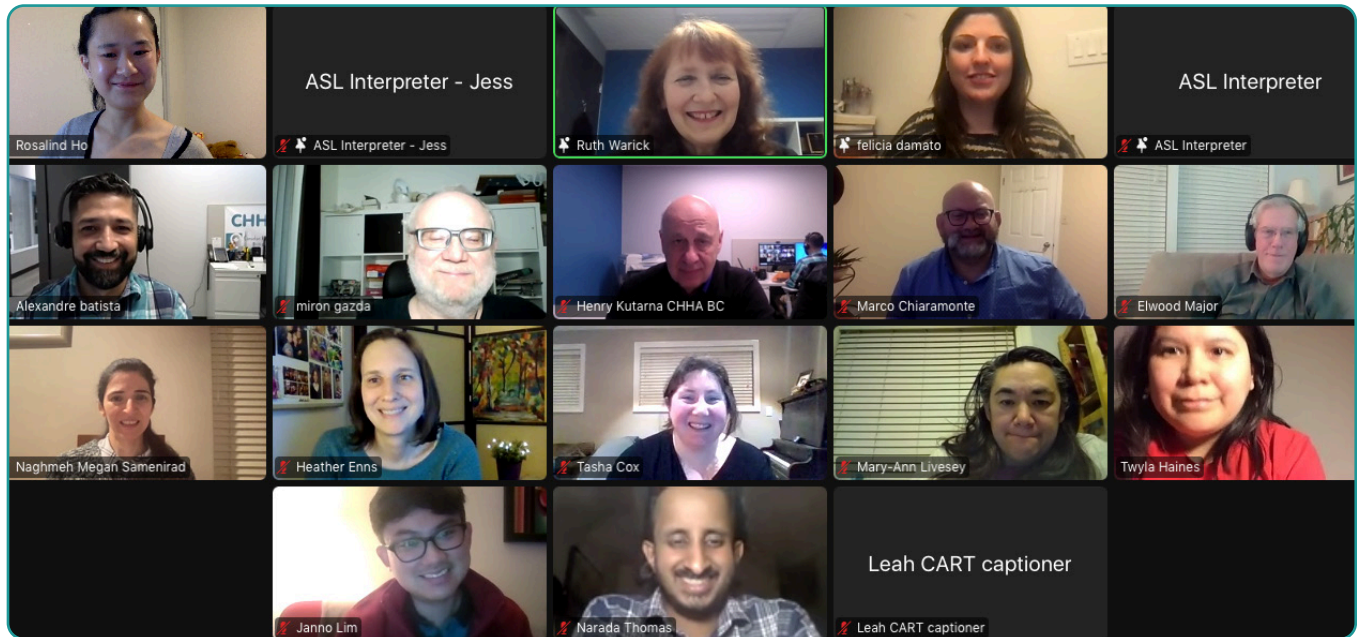 ASL Interpreter - Jess
ASL Interpreter
Rosalind Ho
ASL Interpreter - Jess
Ruth Warick
felicia damato
ASL Interpreter
CHH
Alexandre batista
miron gazda
Henry Kutarna CHHA BC
Marco Chiaramonte
Elwood Major
Naghmeh Megan Samenirad
Heather Enns
Tasha Cox
Mary-Ann Livesey
Twyla Haines
Leah CART captioner
Janno Lim
Narada Thomas
Leah CART captioner